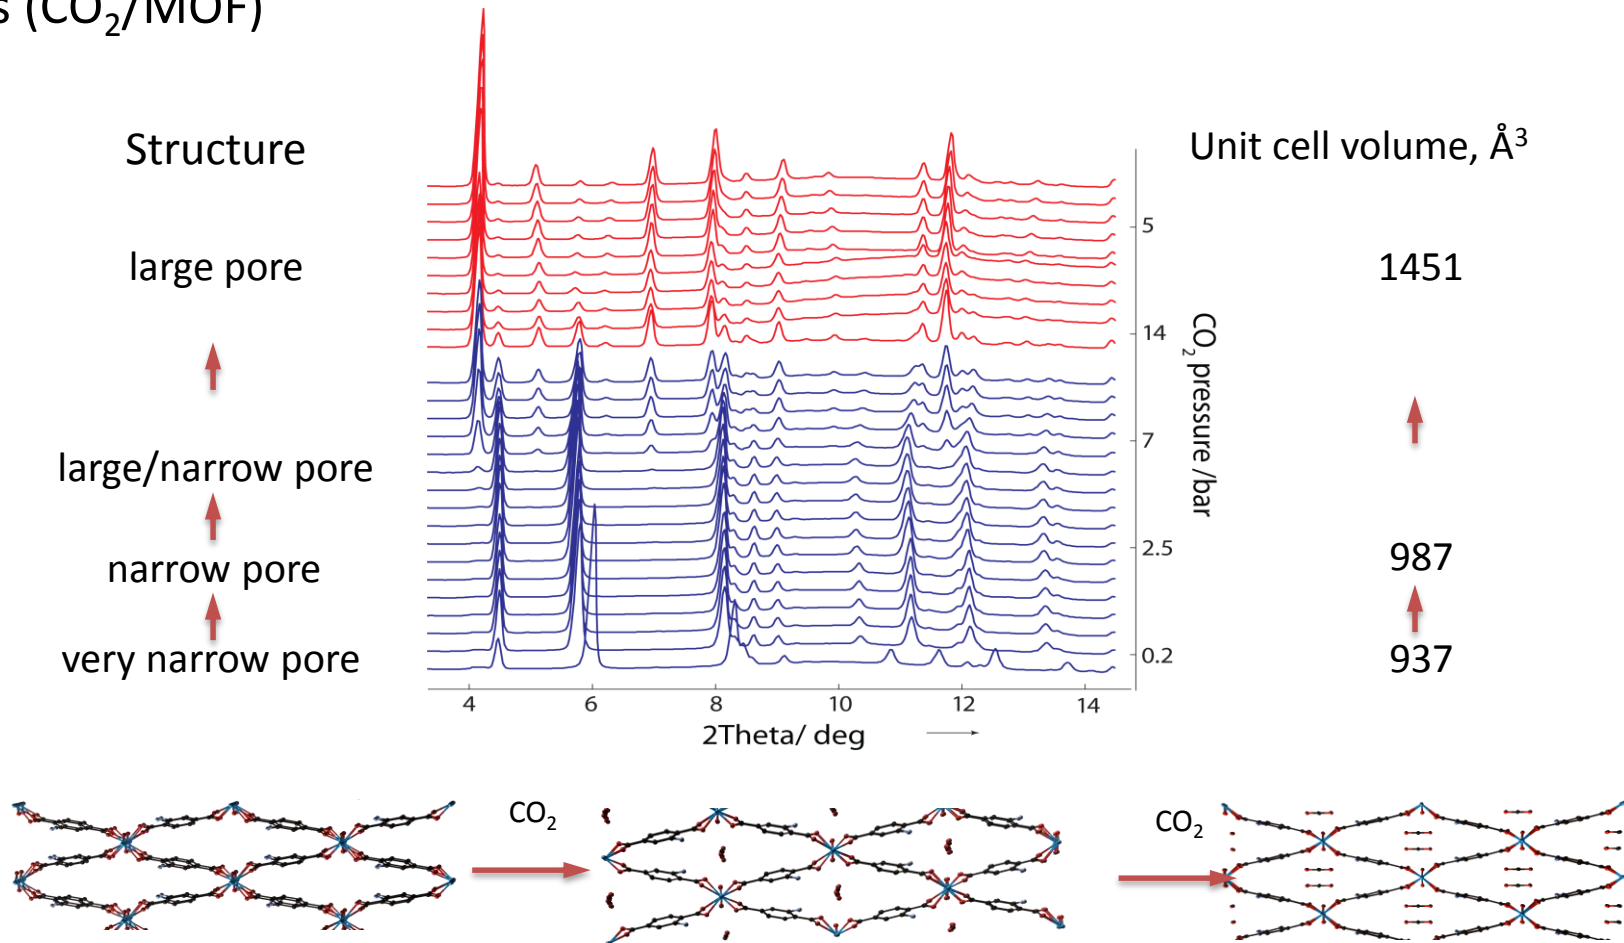 s (CO2/MOF)
Structure
Unit cell volume, Å3
large pore
1451
large/narrow pore
narrow pore
987
very narrow pore
937
5
14
7
2.5
0.2
CO2 pressure /bar
4 6 8 10 12 14
2Theta/ deg
CO2
CO2